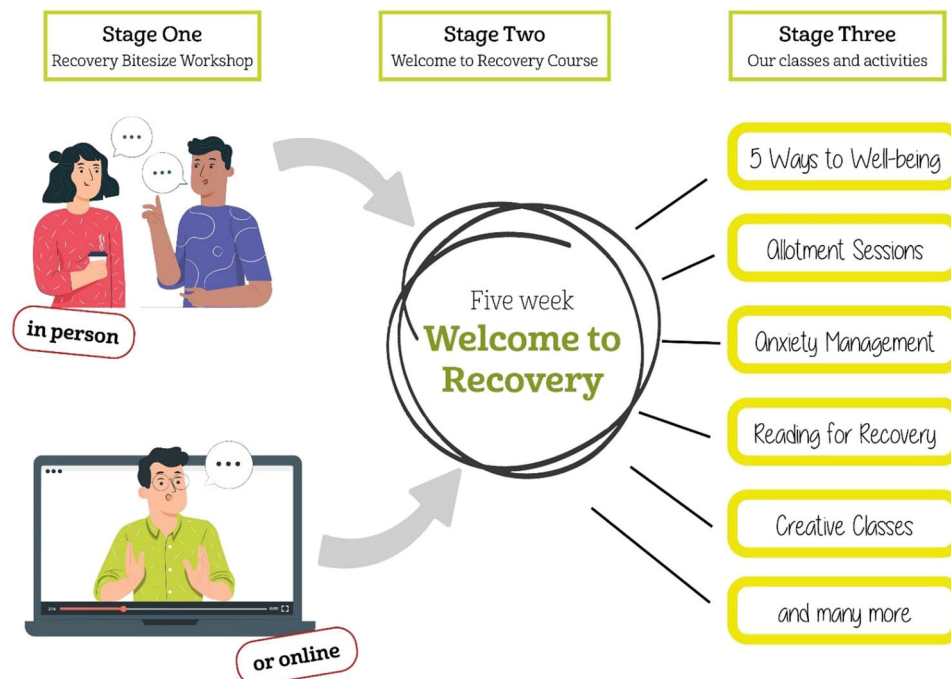 Stage One
Recovery Bitesize Workshop
Stage Two
Welcome to Recovery Course
Stage Three
Our classes and activities
in person
or online
Five week
Welcome to
Recovery
5 Ways to Well-being
Allotment Sessions
Anxiety Management
Reading for Recovery
Creative Classes
and many more